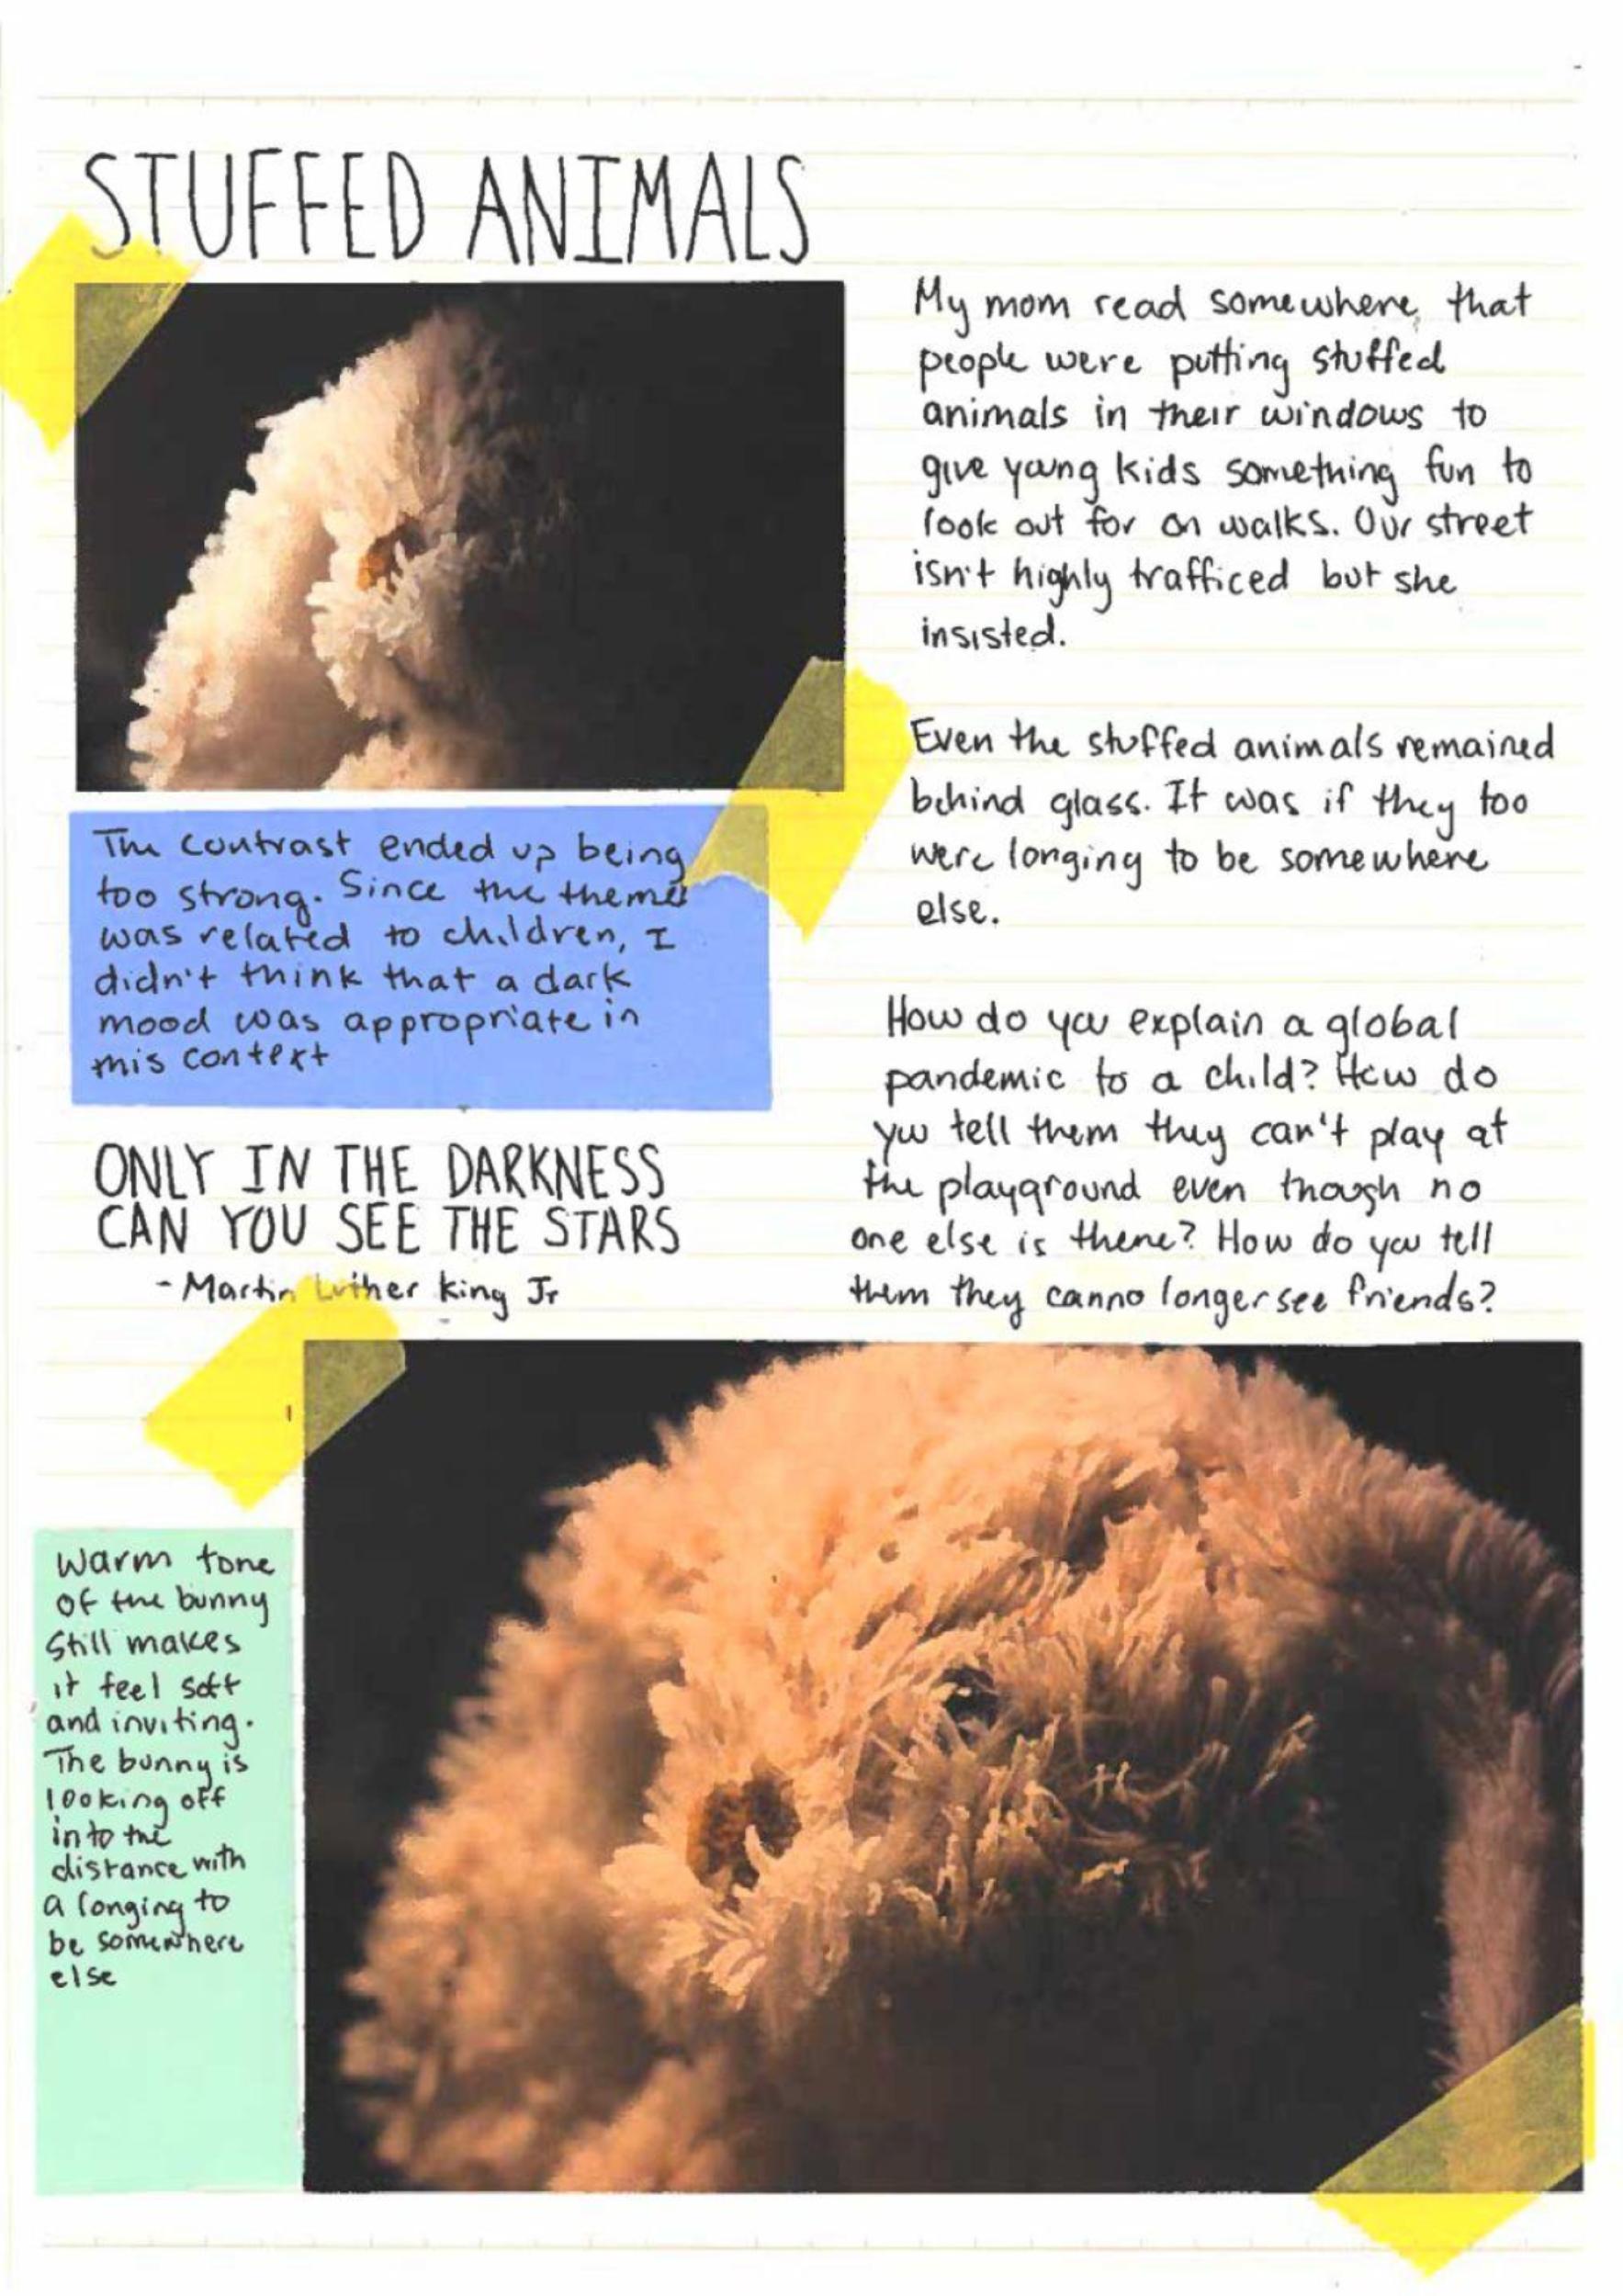 STUFFED ANIMALS
My mom read somewhere, that
people were putting stuffed
animals in their windows to
give young kids something fun to
look out for on walks. Our street
isn't highly trafficed but she
insisted.
Even the stuffed animals remained
behind glass. It was if they too
were longing to be somewhere
else.
The contrast ended up being
too strong. Since the theme
was related to children, I
didn't think that a dark
mood was appropriate in
this context
How do you explain a global
pandemic to a child? How do
you tell them they can't play at
the playground even though no
one else is there? How do you tell
them they canno longer see friends?
ONLY IN THE DARKNESS
CAN YOU SEE THE STARS
- Martin Luther King Jr
Warm tone
of the bunny
still makes
it feel soft
and inviting.
The bunny is
looking off
into the
distance with
a longing to
be somewhere
else